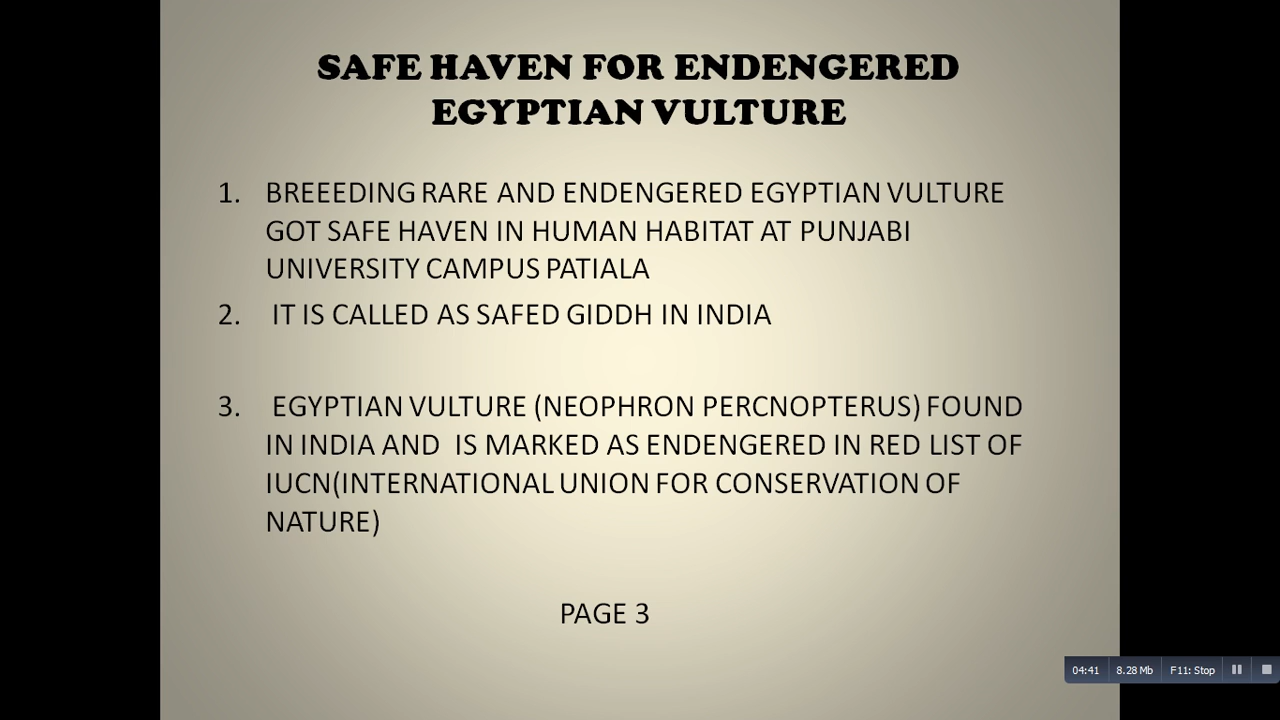 SAFE HAVEN FOR ENDENGERED
EGYPTIAN VULTURE
1. BREEEDING RARE AND ENDENGERED EGYPTIAN VULTURE
GOT SAFE HAVEN IN HUMAN HABITAT AT PUNJABI
UNIVERSITY CAMPUS PATIALA
2. IT IS CALLED AS SAFED GIDDH IN INDIA
3. EGYPTIAN VULTURE (NEOPHRON PERCNOPTERUS) FOUND
IN INDIA AND IS MARKED AS ENDENGERED IN RED LIST OF
IUCN(INTERNATIONAL UNION FOR CONSERVATION OF
NATURE)
PAGE 3
04:41 8.28 Mb F11: Stop